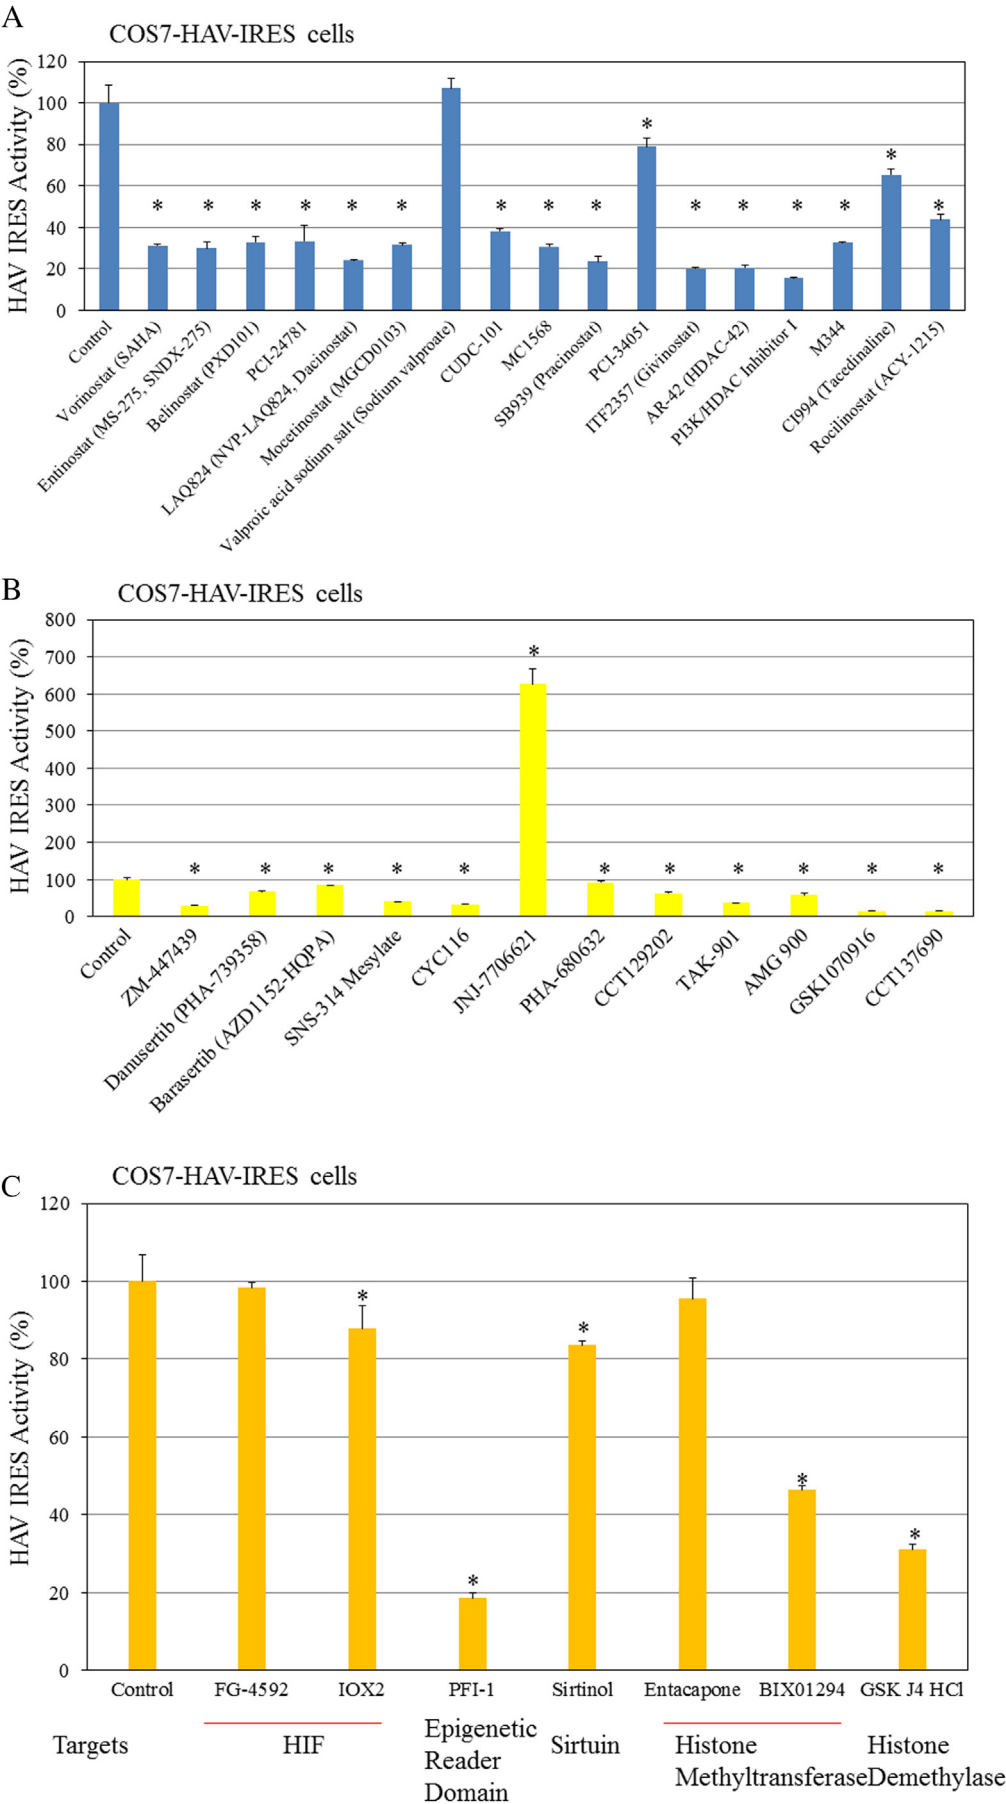 A
COS7-HAV-IRES cells
HAV IRES Activity (%)
120
100
80
60
40
20
0
* * * * * * * * * * * * * * * *
Control
Vorinostat (SAHA)
Entinostat (MS-275, SNDX-275)
Belinostat (PXD101)
PCI-24781
LAQ824 (NVP-LAQ824, Dacinostat)
Mocetinostat (MGCD0103)
Valproic acid sodium salt (Sodium valproate)
CUDC-101
MC1568
SB939 (Pracinostat)
PCI-34051
ITF2357 (Givinostat)
AR-42 (HDAC-42)
PI3K/HDAC Inhibitor I
M344
CI994 (Tacedinaline)
Rocilinostat (ACY-1215)
B
COS7-HAV-IRES cells
HAV IRES Activity (%)
800
700
600
500
400
300
200
100
0
* * * * * * * * * * * *
Control
ZM-447439
Danusertib (PHA-739358)
Barasertib (AZD1152-HQPA)
SNS-314 Mesylate
CYC116
JNJ-7706621
PHA-680632
CCT129202
TAK-901
AMG 900
GSK1070916
CCT137690
C
COS7-HAV-IRES cells
HAV IRES Activity (%)
120
100
80
60
40
20
0
* * * * *
Control FG-4592 IOX2 PFI-1 Sirtinol Entacapone BIX01294 GSK J4 HCl
Targets
HIF
Epigenetic
Reader
Domain
Sirtuin
Histone
Methyltransferase
Histone
Demethylase